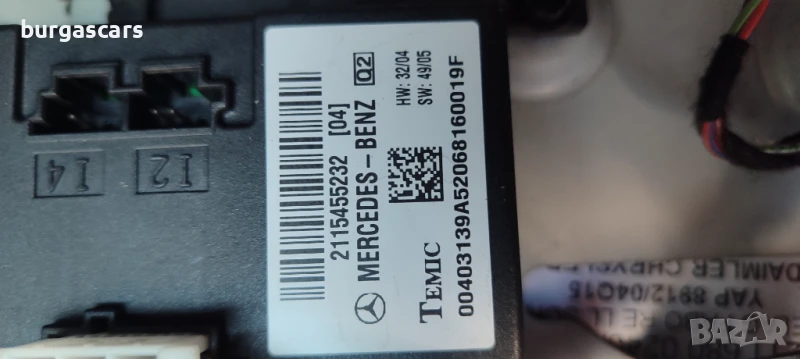 burgascars
2115455232 [04]
MERCEDES-BENZ
Q2
HW: 32/04
SW: 49/05
TEMIC
00403139A52068160019F
I4
I2
DAIMLER CHRYSLER
YAP 8912/04Q15
BAZAR